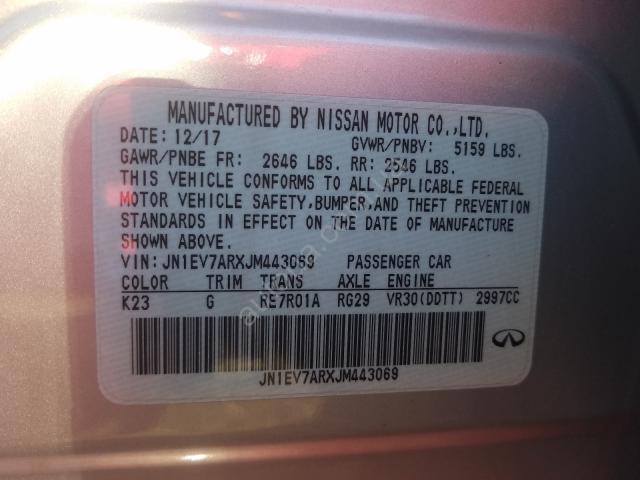 MANUFACTURED BY NISSAN MOTOR CO.,LTD.
DATE: 12/17 GVWR/PNBV: 5159 LBS.
GAWR/PNBE FR: 2646 LBS. RR: 2546 LBS.
THIS VEHICLE CONFORMS TO ALL APPLICABLE FEDERAL
MOTOR VEHICLE SAFETY,BUMPER,AND THEFT PREVENTION
STANDARDS IN EFFECT ON THE DATE OF MANUFACTURE
SHOWN ABOVE.
VIN:JN1EV7ARXJM443069 PASSENGER CAR
COLOR TRIM TRANS AXLE ENGINE
K23 G RE7R01A RG29 VR30(DDTT) 2997CC
JN1EV7ARXJM443069